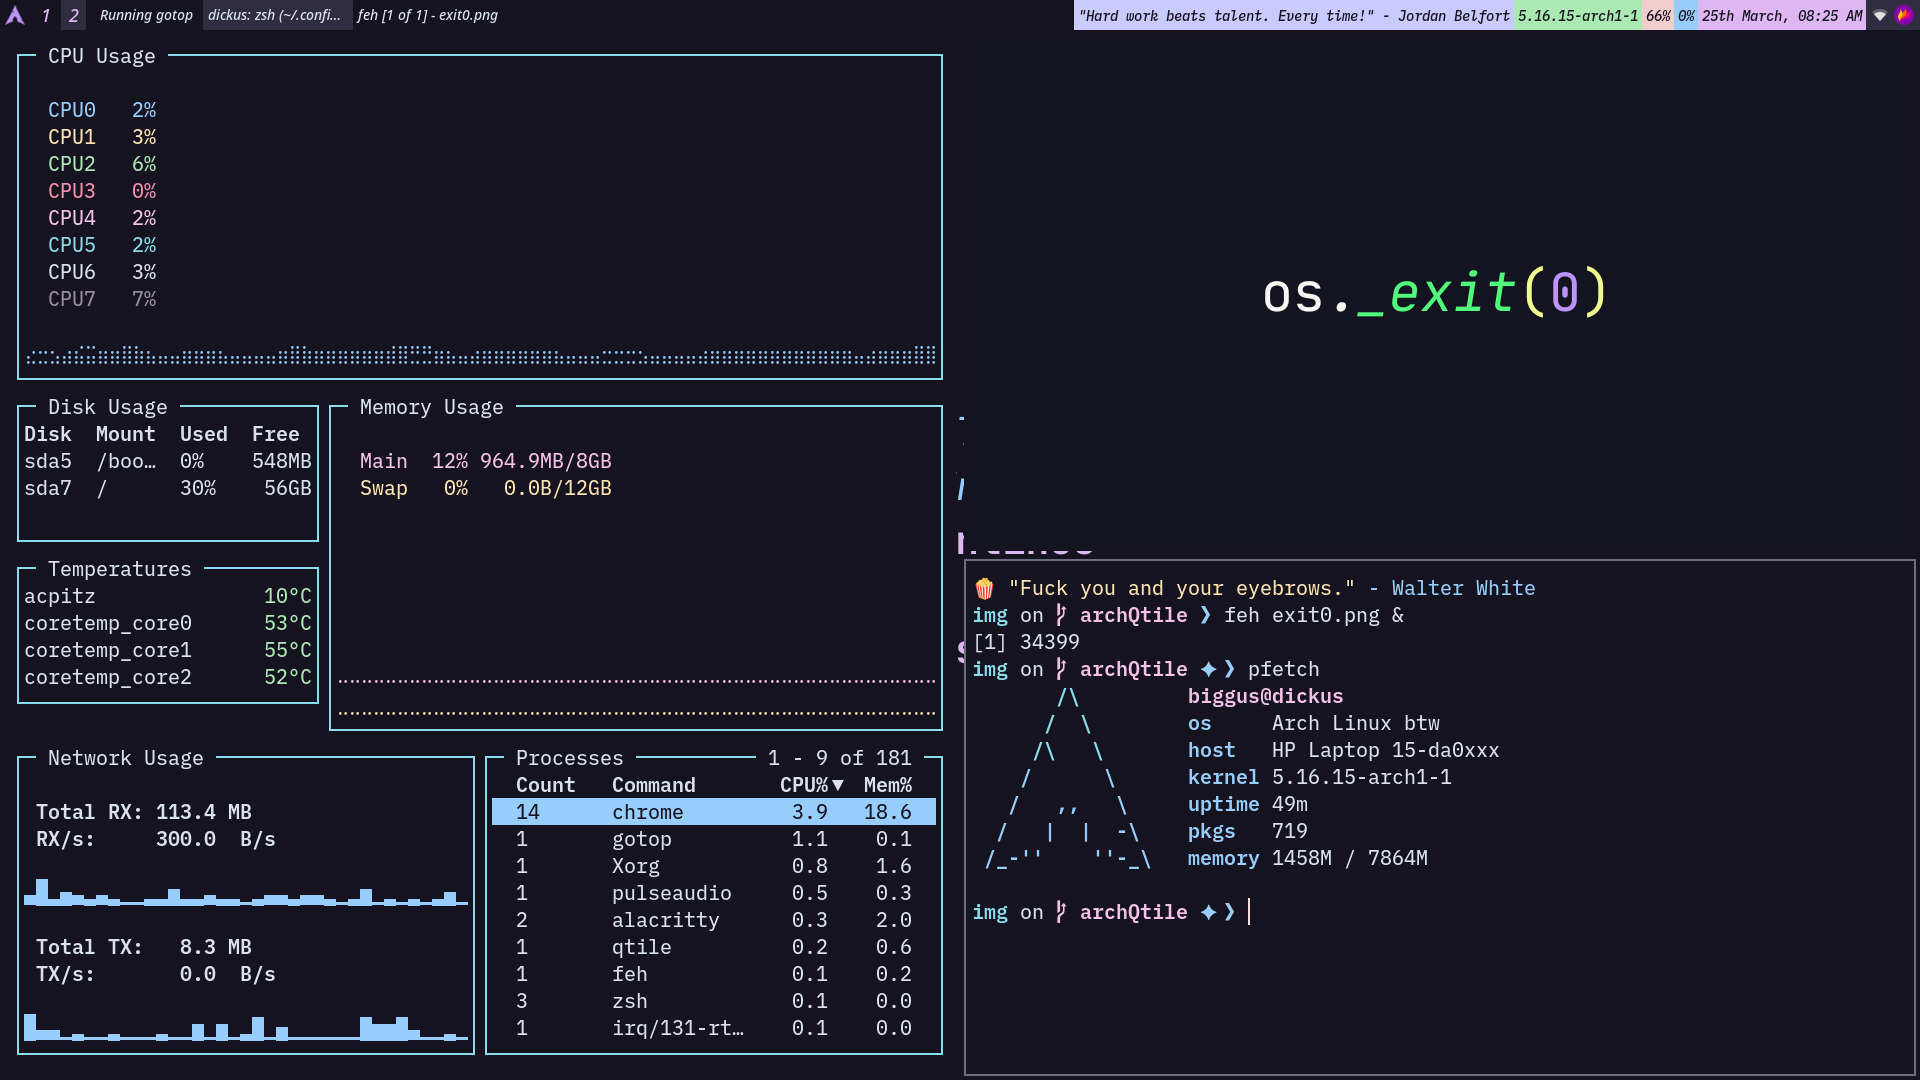 1 2 Running gotop dickus: zsh (~/.confi... feh [1 of 1] - exit0.png "Hard work beats talent. Every time!" - Jordan Belfort 5.16.15-arch1-1 66% 0% 25th March, 08:25 AM
CPU Usage
CPU0 2%
CPU1 3%
CPU2 6%
CPU3 0%
CPU4 2%
CPU5 2%
CPU6 3%
CPU7 7%
Disk Usage
Disk Mount Used Free
sda5 /boo… 0% 548MB
sda7 / 30% 56GB
Memory Usage
Main 12% 964.9MB/8GB
Swap 0% 0.0B/12GB
Temperatures
acpitz 10°C
coretemp_core0 53°C
coretemp_core1 55°C
coretemp_core2 52°C
Network Usage
Total RX: 113.4 MB
RX/s: 300.0 B/s
Total TX: 8.3 MB
TX/s: 0.0 B/s
Processes 1 - 9 of 181
Count Command CPU%▼ Mem%
14 chrome 3.9 18.6
1 gotop 1.1 0.1
1 Xorg 0.8 1.6
1 pulseaudio 0.5 0.3
2 alacritty 0.3 2.0
1 qtile 0.2 0.6
1 feh 0.1 0.2
3 zsh 0.1 0.0
1 irq/131-rt… 0.1 0.0
os._exit(0)
🍿 "Fuck you and your eyebrows." - Walter White
img on archQtile ❯ feh exit0.png &
[1] 34399
img on archQtile ✦ ❯ pfetch
biggus@dickus
os Arch Linux btw
host HP Laptop 15-da0xxx
kernel 5.16.15-arch1-1
uptime 49m
pkgs 719
memory 1458M / 7864M
img on archQtile ✦ ❯